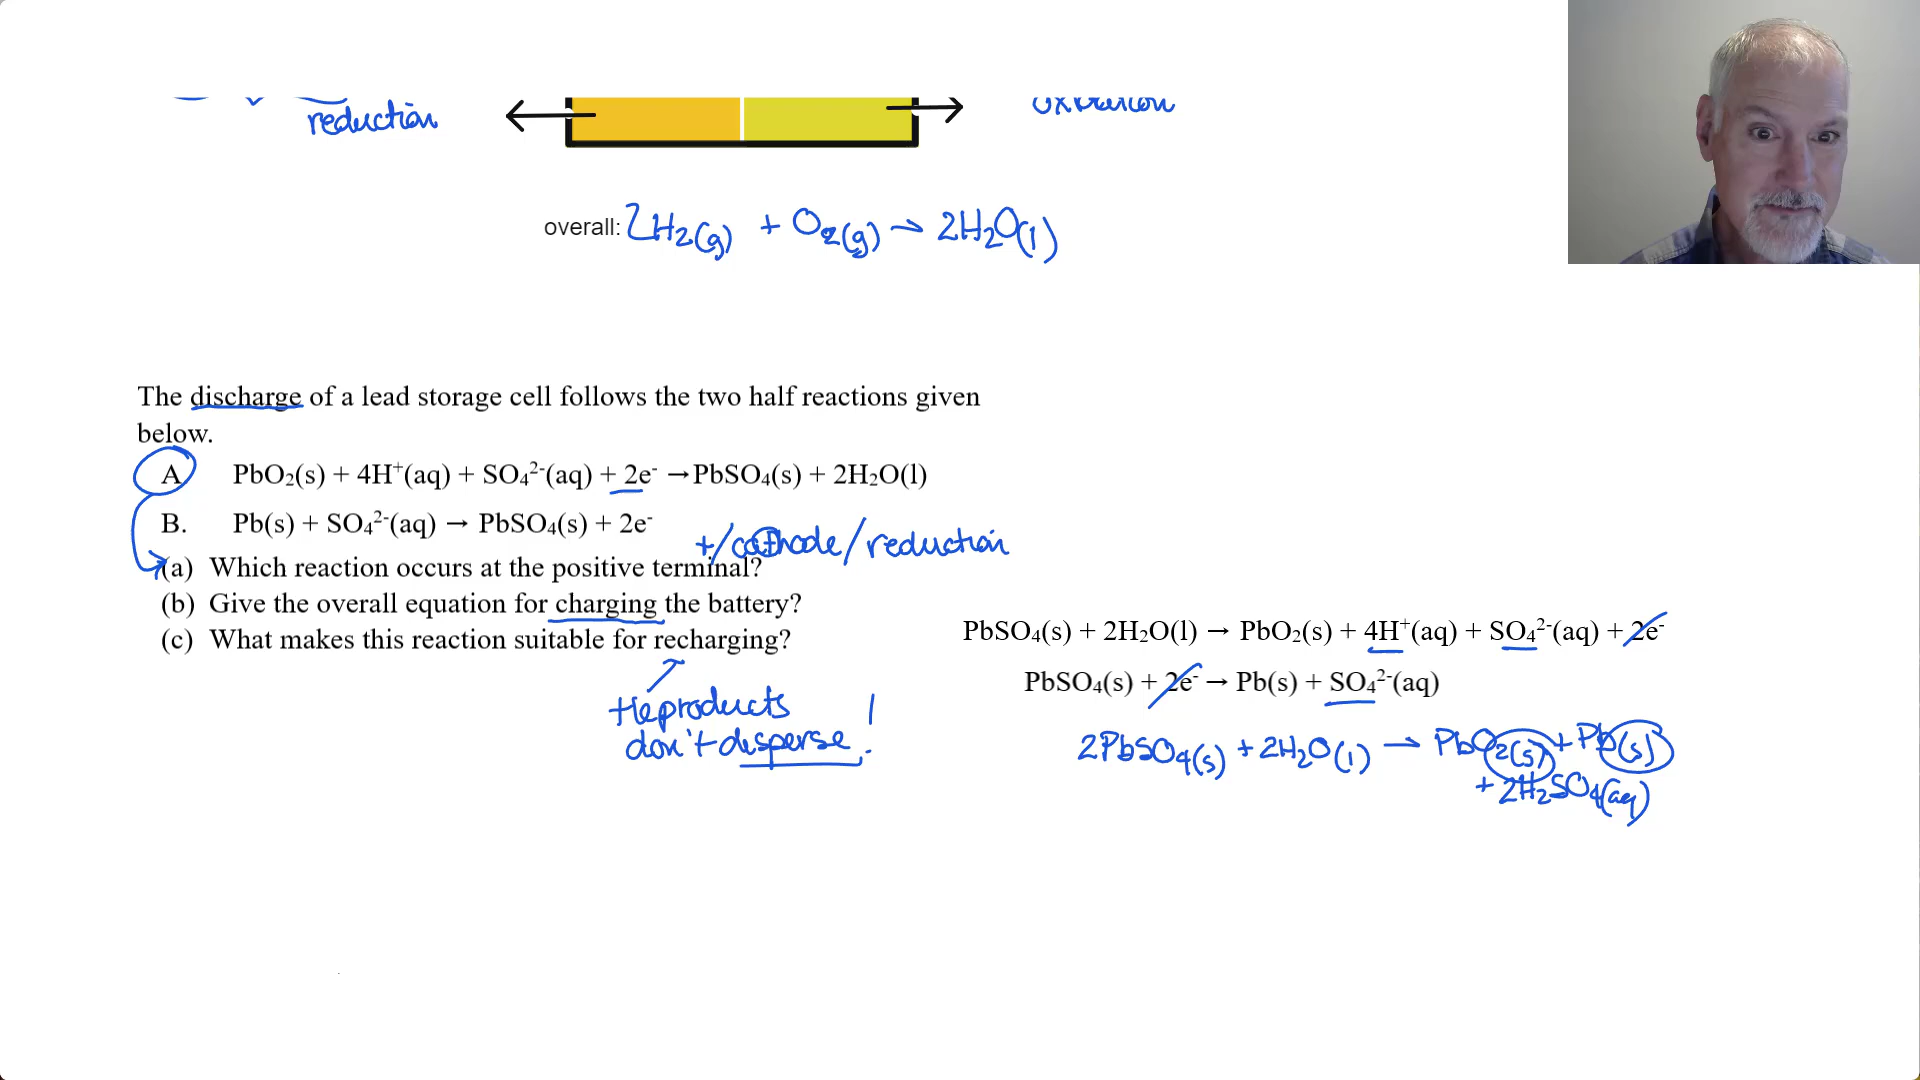 reduction
oxidation
overall: 2H₂(g) + O₂(g) → 2H₂O(l)
The discharge of a lead storage cell follows the two half reactions given
below.
A PbO₂(s) + 4H⁺(aq) + SO₄²⁻(aq) + 2e⁻ →PbSO₄(s) + 2H₂O(l)
B. Pb(s) + SO₄²⁻(aq) → PbSO₄(s) + 2e⁻
+/cathode/reduction
(a) Which reaction occurs at the positive terminal?
(b) Give the overall equation for charging the battery?
(c) What makes this reaction suitable for recharging?
the products
don't disperse!
PbSO₄(s) + 2H₂O(l) → PbO₂(s) + 4H⁺(aq) + SO₄²⁻(aq) + 2e⁻
PbSO₄(s) + 2e⁻ → Pb(s) + SO₄²⁻(aq)
2PbSO₄(s) + 2H₂O(l) → PbO₂(s) + Pb(s)
+ 2H₂SO₄(aq)